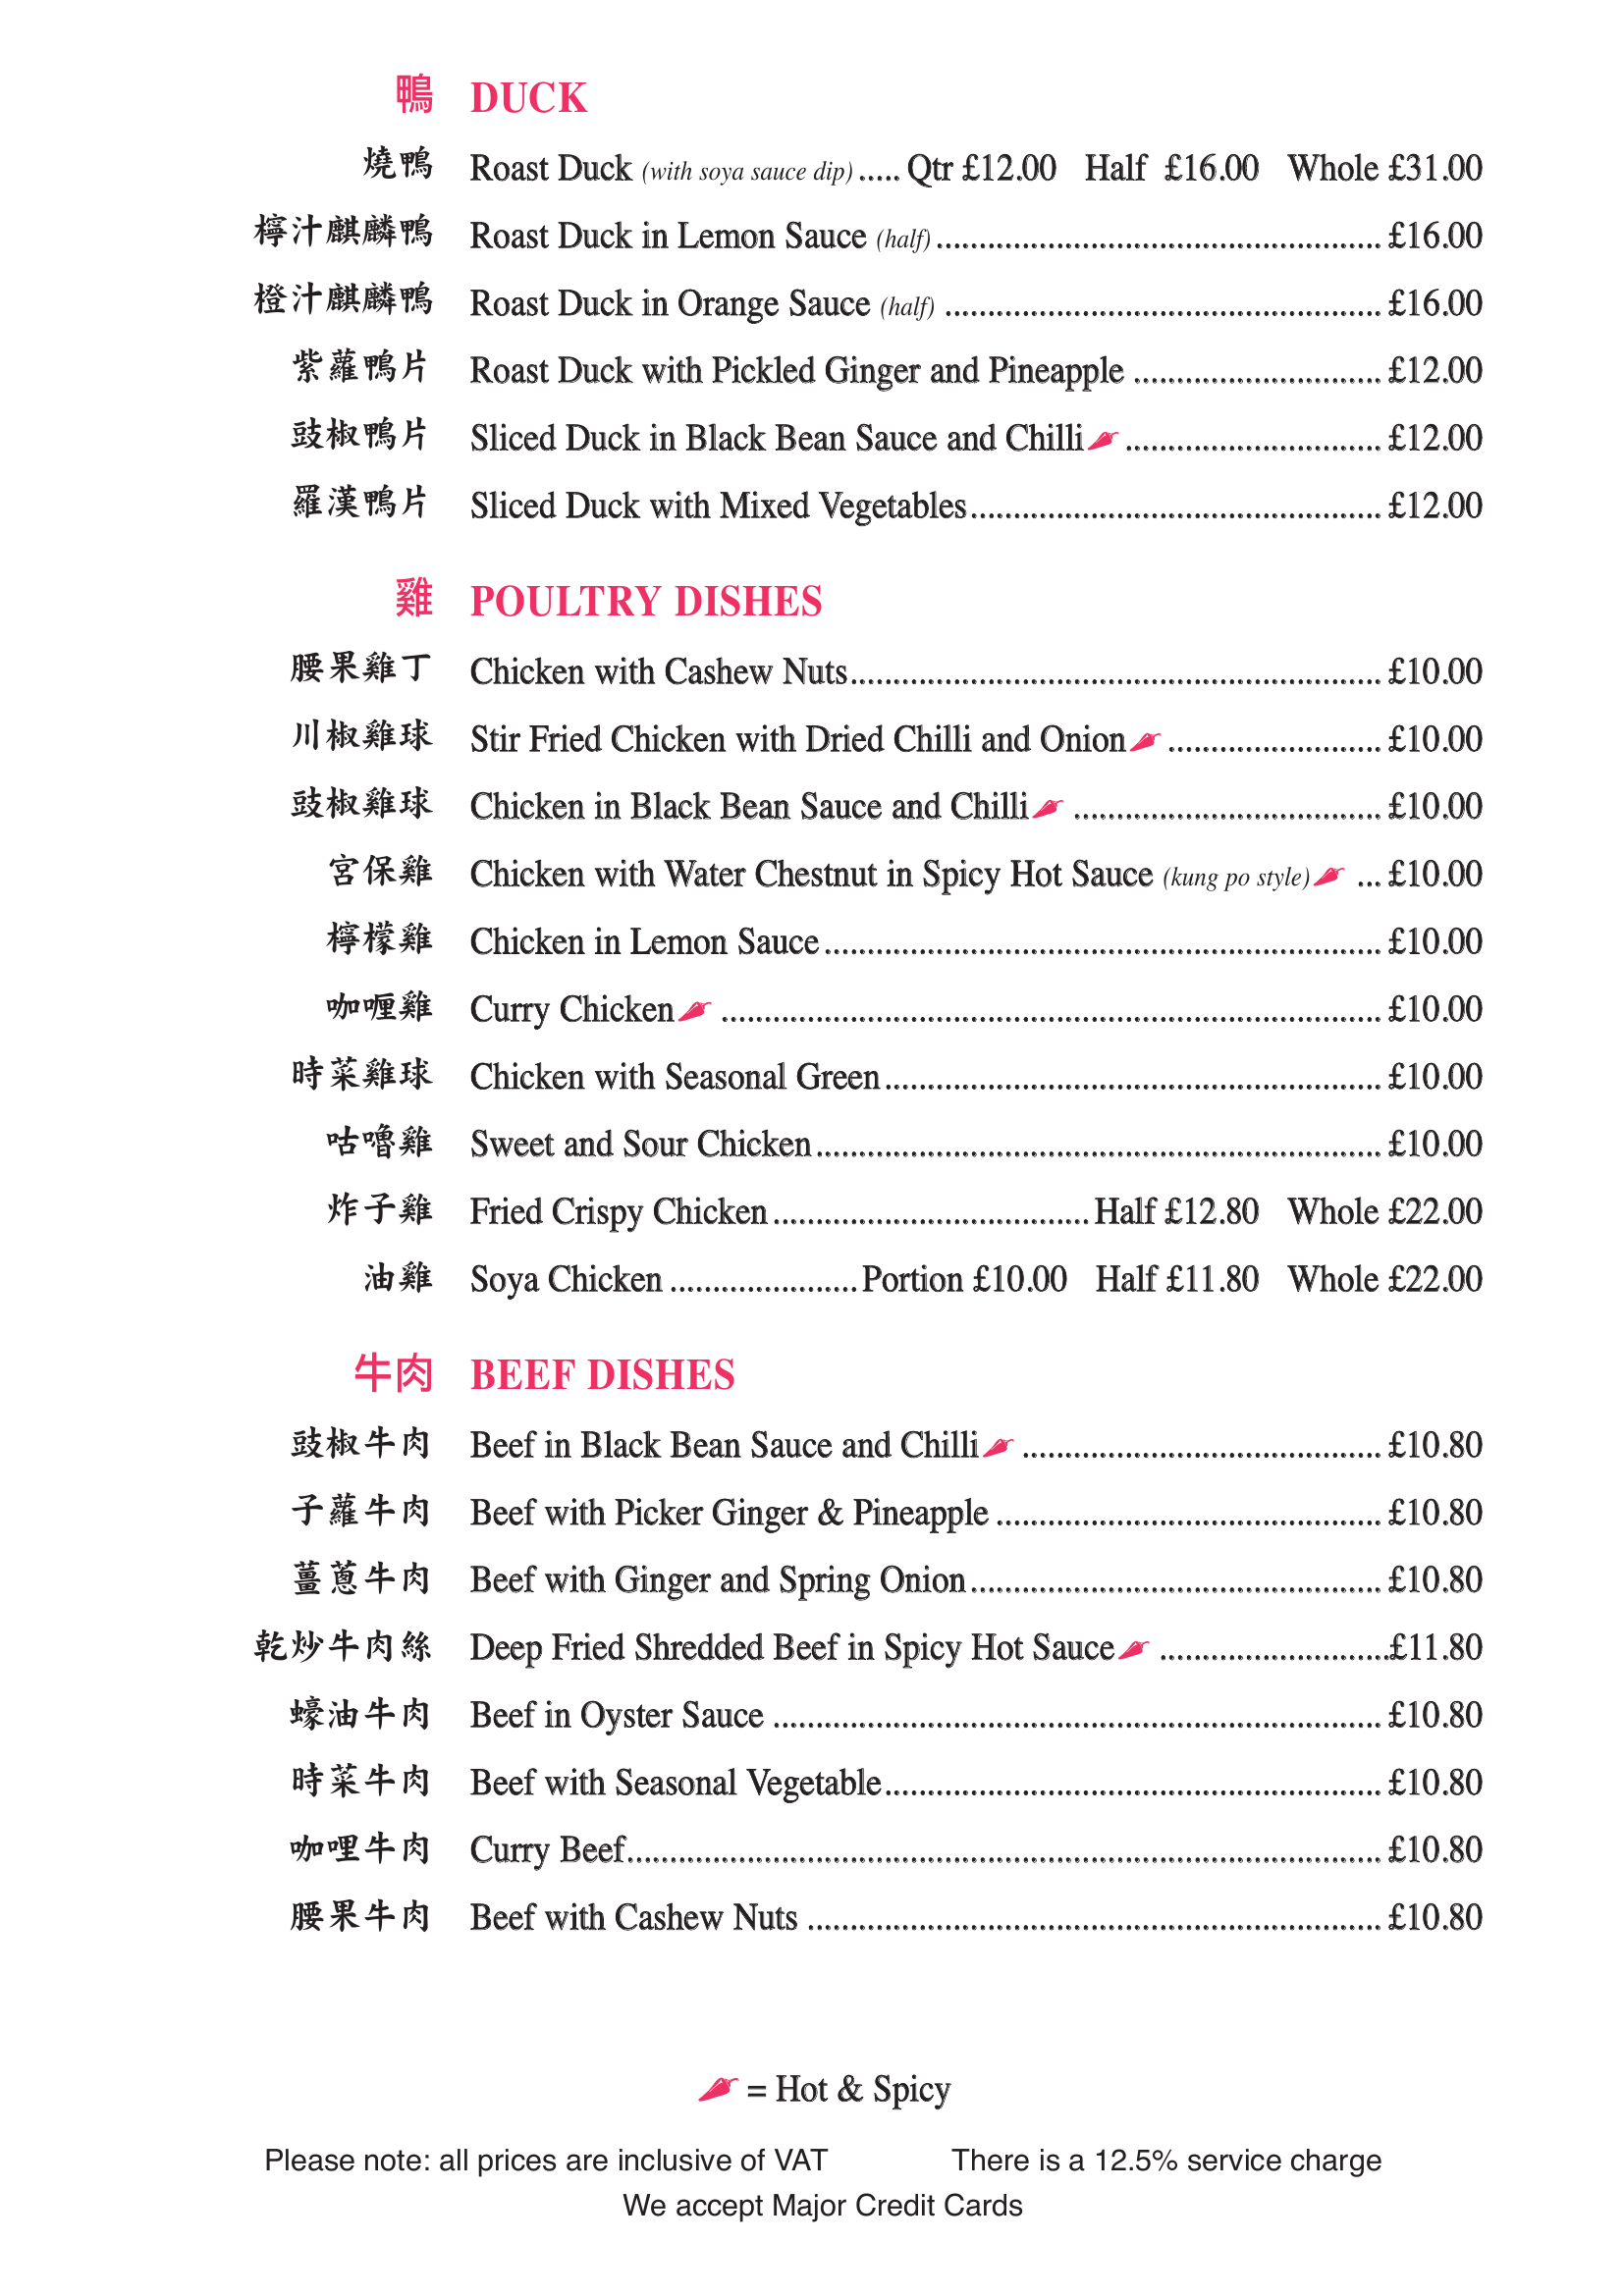 鴨 DUCK
燒鴨 Roast Duck (with soya sauce dip) ..... Qtr £12.00 Half £16.00 Whole £31.00
檸汁麒麟鴨 Roast Duck in Lemon Sauce (half) .................................................... £16.00
橙汁麒麟鴨 Roast Duck in Orange Sauce (half) ................................................... £16.00
紫蘿鴨片 Roast Duck with Pickled Ginger and Pineapple ............................. £12.00
豉椒鴨片 Sliced Duck in Black Bean Sauce and Chilli .............................. £12.00
羅漢鴨片 Sliced Duck with Mixed Vegetables................................................ £12.00
雞 POULTRY DISHES
腰果雞丁 Chicken with Cashew Nuts.............................................................. £10.00
川椒雞球 Stir Fried Chicken with Dried Chilli and Onion ......................... £10.00
豉椒雞球 Chicken in Black Bean Sauce and Chilli .................................... £10.00
宮保雞 Chicken with Water Chestnut in Spicy Hot Sauce (kung po style) ... £10.00
檸檬雞 Chicken in Lemon Sauce................................................................. £10.00
咖喱雞 Curry Chicken ............................................................................. £10.00
時菜雞球 Chicken with Seasonal Green.......................................................... £10.00
咕嚕雞 Sweet and Sour Chicken.................................................................. £10.00
炸子雞 Fried Crispy Chicken..................................... Half £12.80 Whole £22.00
油雞 Soya Chicken ...................... Portion £10.00 Half £11.80 Whole £22.00
牛肉 BEEF DISHES
豉椒牛肉 Beef in Black Bean Sauce and Chilli .......................................... £10.80
子蘿牛肉 Beef with Picker Ginger & Pineapple ............................................. £10.80
薑蔥牛肉 Beef with Ginger and Spring Onion................................................ £10.80
乾炒牛肉絲 Deep Fried Shredded Beef in Spicy Hot Sauce ...........................£11.80
蠔油牛肉 Beef in Oyster Sauce ....................................................................... £10.80
時菜牛肉 Beef with Seasonal Vegetable.......................................................... £10.80
咖哩牛肉 Curry Beef........................................................................................ £10.80
腰果牛肉 Beef with Cashew Nuts ................................................................... £10.80
= Hot & Spicy
Please note: all prices are inclusive of VAT There is a 12.5% service charge
We accept Major Credit Cards